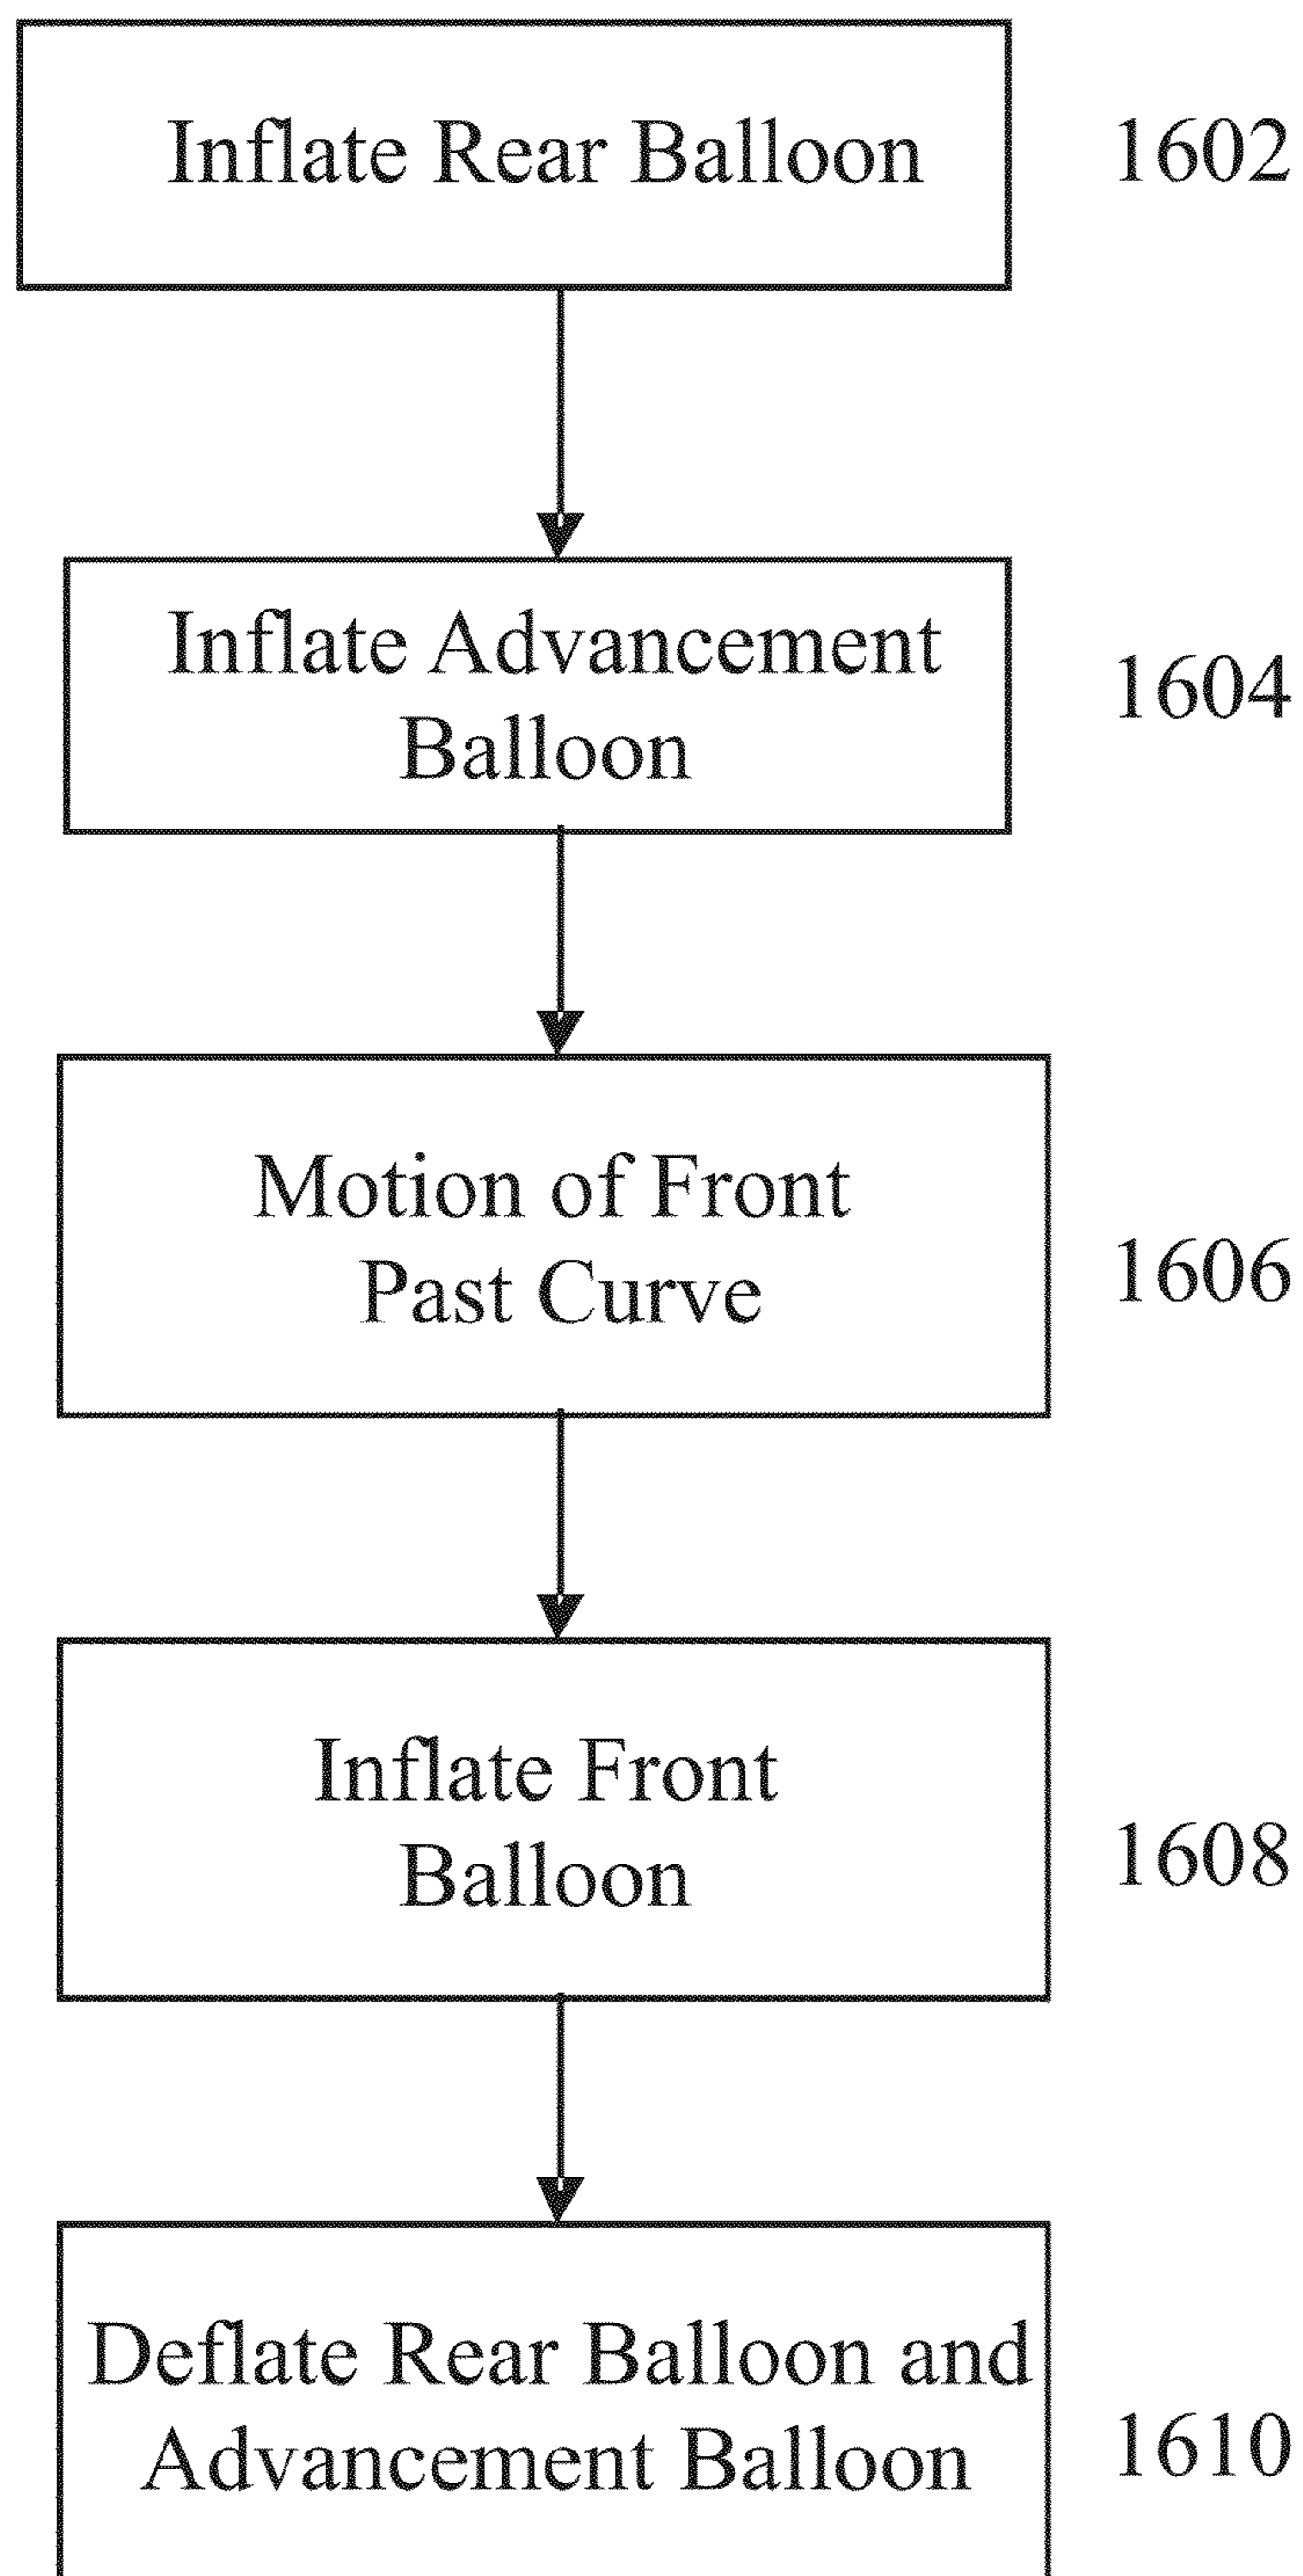 Inflate Rear Balloon
1602
Inflate Advancement
Balloon
1604
Motion of Front
Past Curve
1606
Inflate Front
Balloon
1608
Deflate Rear Balloon and
Advancement Balloon
1610